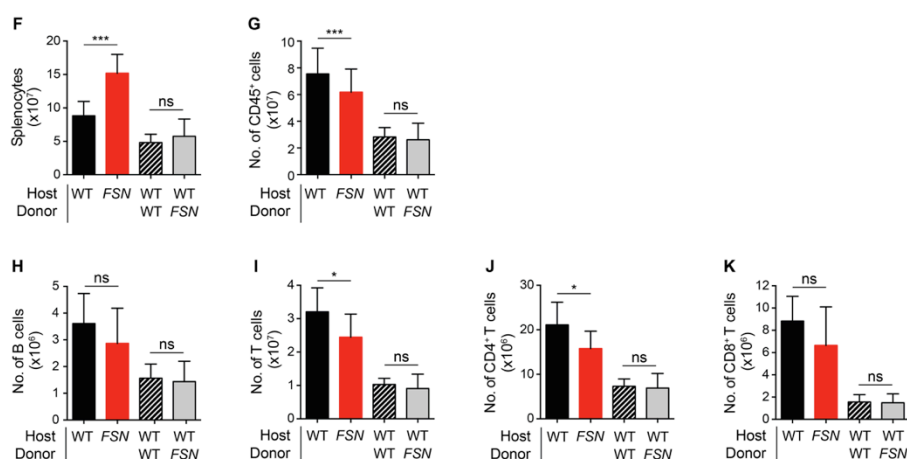 F
Splenocytes
(x10⁷)
20
15
10
5
0
***
ns
Host WT FSN WT WT
Donor WT FSN
G
No. of CD45⁺ cells
(x10⁷)
10
8
6
4
2
0
***
ns
Host WT FSN WT WT
Donor WT FSN
H
No. of B cells
(x10⁶)
6
5
4
3
2
1
0
ns
ns
Host WT FSN WT WT
Donor WT FSN
I
No. of T cells
(x10⁷)
4
3
2
1
0
*
ns
Host WT FSN WT WT
Donor WT FSN
J
No. of CD4⁺ T cells
(x10⁶)
40
30
20
10
0
*
ns
Host WT FSN WT WT
Donor WT FSN
K
No. of CD8⁺ T cells
(x10⁶)
12
10
8
6
4
2
0
ns
ns
Host WT FSN WT WT
Donor WT FSN